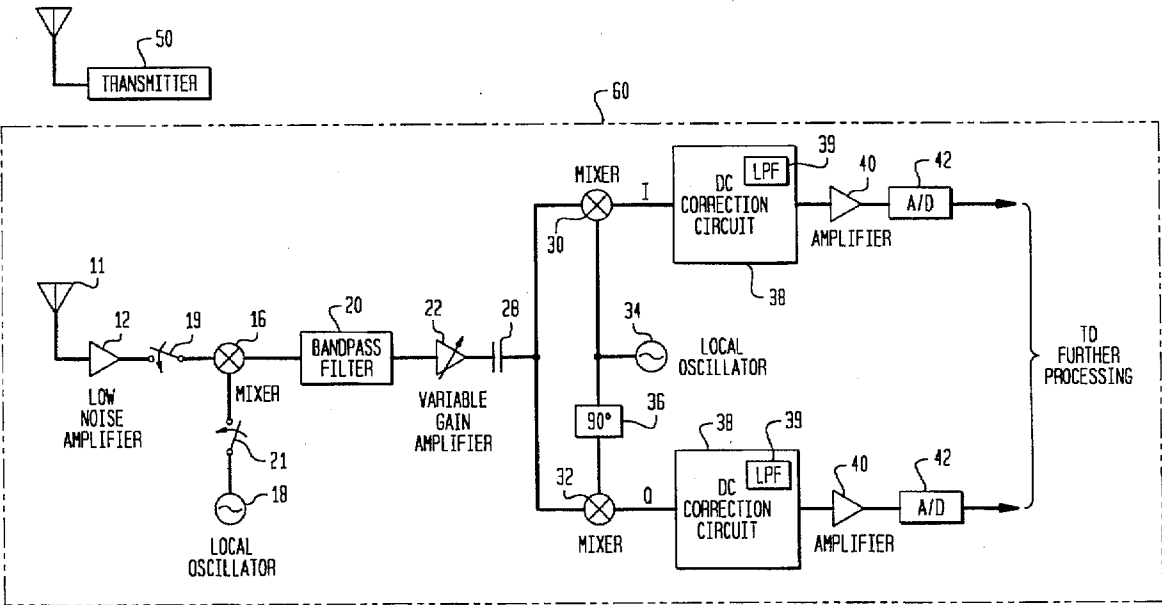 50
TRANSMITTER
60
MIXER
30
I
39
LPF
DC
CORRECTION
CIRCUIT
38
40
AMPLIFIER
42
A/D
11
12
LOW
NOISE
AMPLIFIER
19
16
MIXER
21
18
LOCAL
OSCILLATOR
20
BANDPASS
FILTER
22
VARIABLE
GAIN
AMPLIFIER
28
34
LOCAL
OSCILLATOR
36
90°
32
MIXER
Q
38
39
LPF
DC
CORRECTION
CIRCUIT
40
AMPLIFIER
42
A/D
TO
FURTHER
PROCESSING